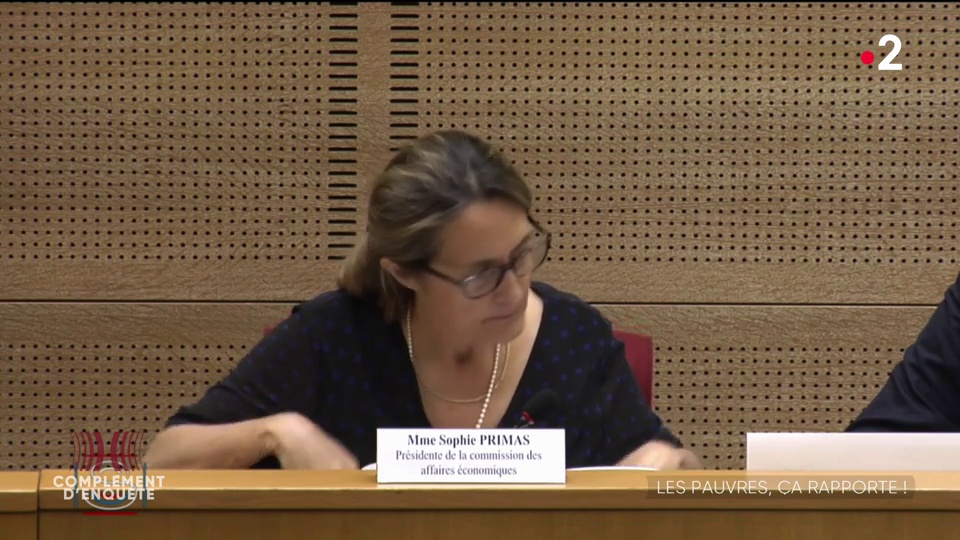 2
Mme Sophie PRIMAS
Présidente de la commission des
affaires économiques
COMPLÉMENT
D'ENQUÊTE
LES PAUVRES, ÇA RAPPORTE !